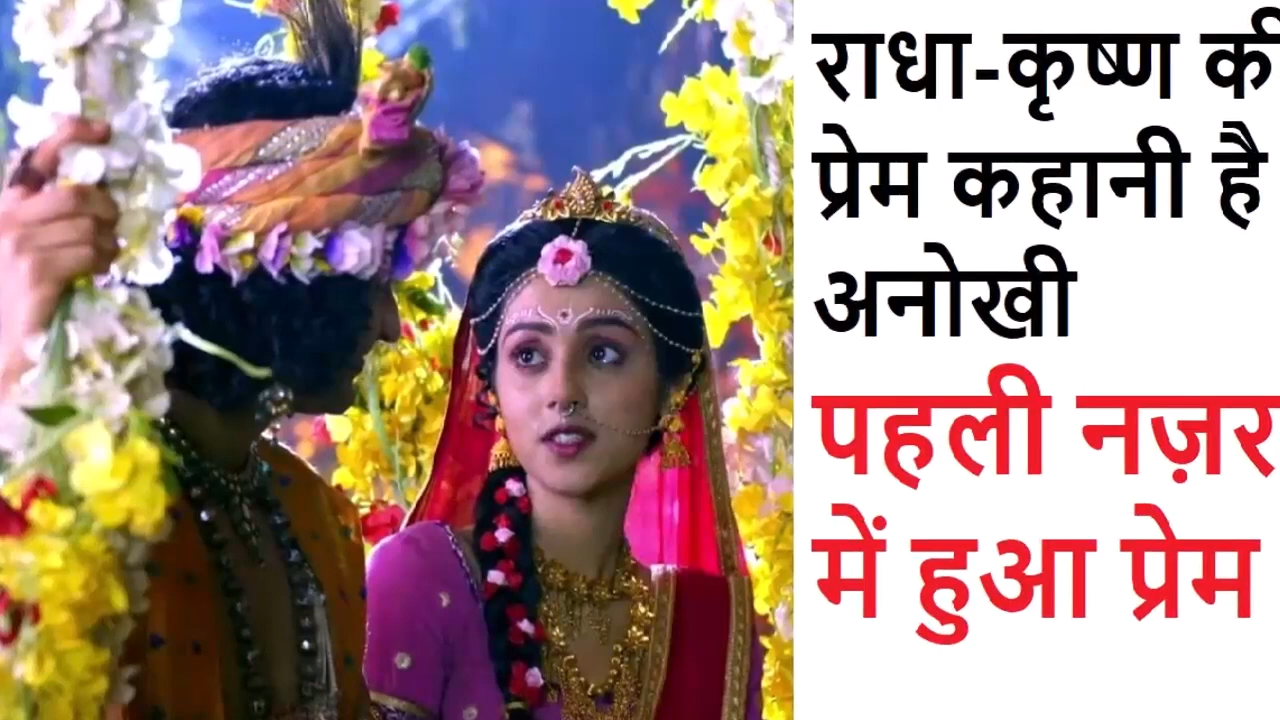 राधा-कृष्ण की
प्रेम कहानी है
अनोखी
पहली नज़र
में हुआ प्रेम